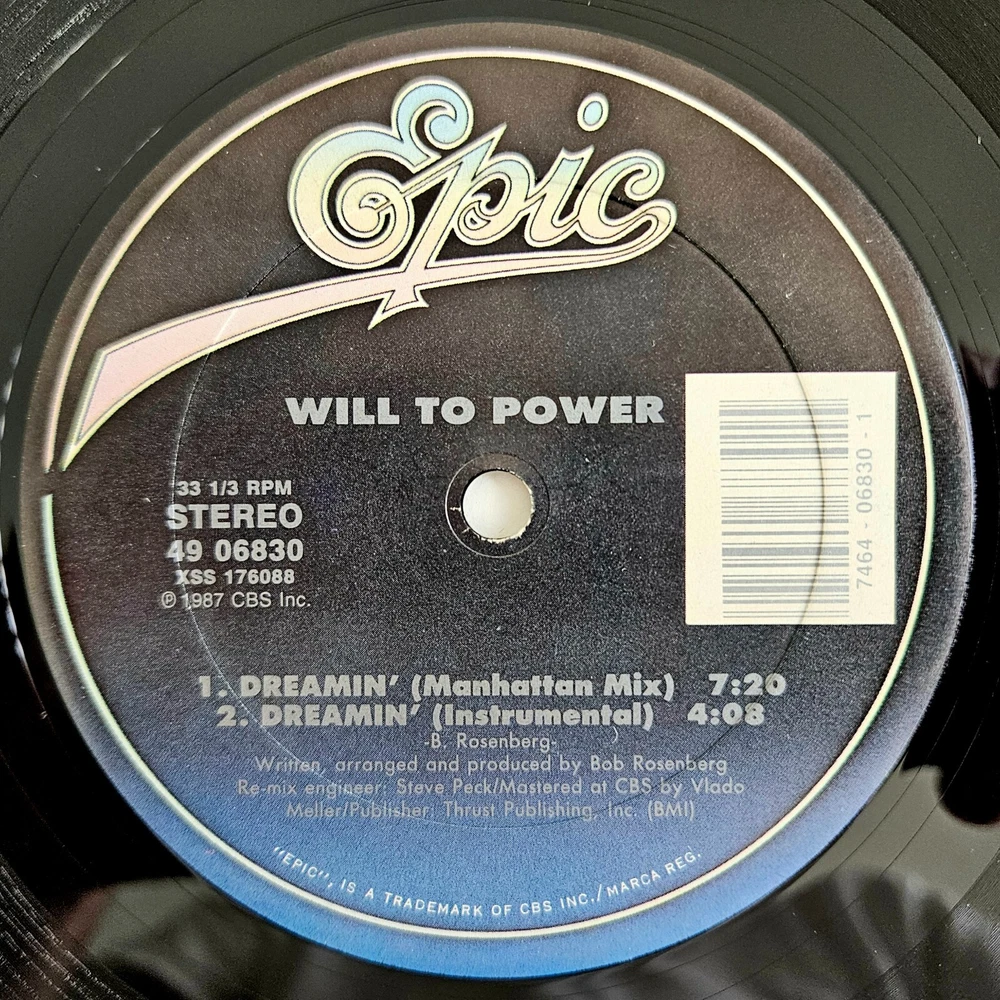 Epic
WILL TO POWER
33 1/3 RPM
STEREO
49 06830
XSS 176088
℗ 1987 CBS Inc.
7464 - 06830 - 1
1. DREAMIN' (Manhattan Mix) 7:20
2. DREAMIN' (Instrumental) 4:08
-B. Rosenberg-
Written, arranged and produced by Bob Rosenberg
Re-mix engineer: Steve Peck/Mastered at CBS by Vlado
Meller/Publisher: Thrust Publishing, Inc. (BMI)
"EPIC", IS A TRADEMARK OF CBS INC./MARCA REG.